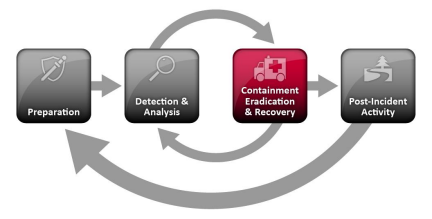 Preparation
Detection &
Analysis
Containment
Eradication
& Recovery
Post-Incident
Activity